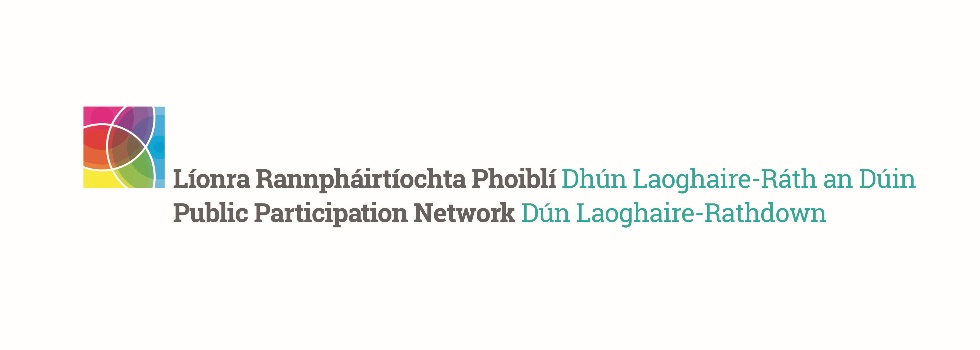 Líonra Rannpháirtíochta Phoiblí Dhún Laoghaire-Ráth an Dúin
Public Participation Network Dún Laoghaire-Rathdown